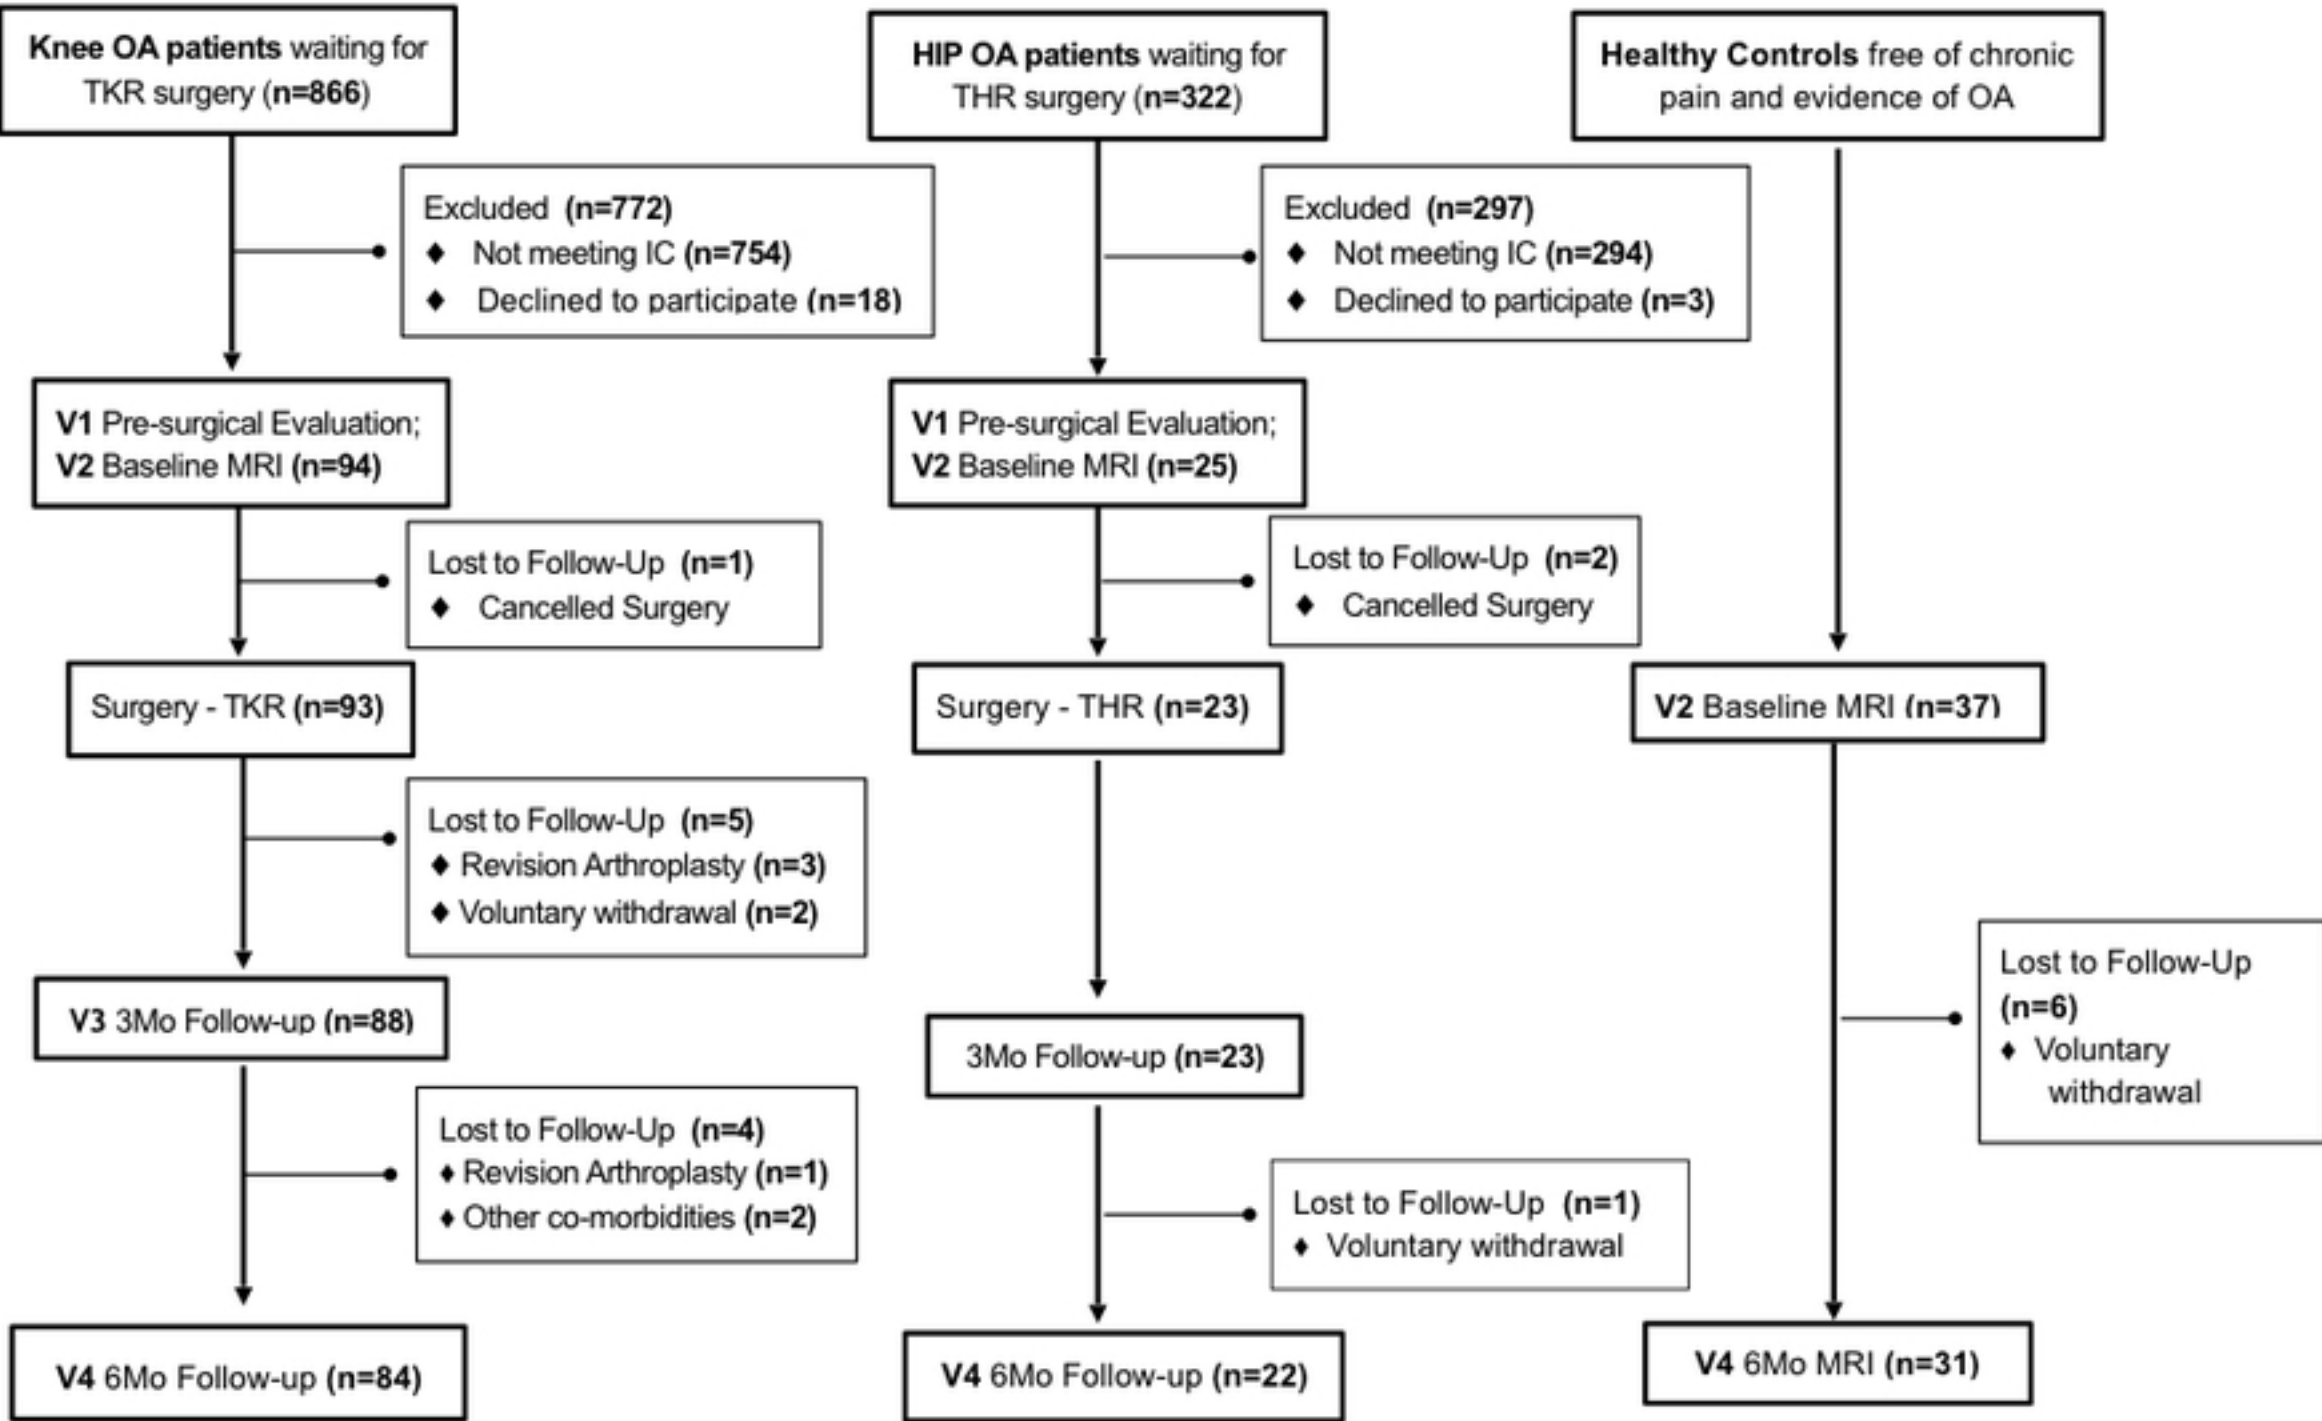 Knee OA patients waiting for
TKR surgery (n=866)
Excluded (n=772)
♦ Not meeting IC (n=754)
♦ Declined to participate (n=18)
V1 Pre-surgical Evaluation;
V2 Baseline MRI (n=94)
Lost to Follow-Up (n=1)
♦ Cancelled Surgery
Surgery - TKR (n=93)
Lost to Follow-Up (n=5)
♦ Revision Arthroplasty (n=3)
♦ Voluntary withdrawal (n=2)
V3 3Mo Follow-up (n=88)
Lost to Follow-Up (n=4)
♦ Revision Arthroplasty (n=1)
♦ Other co-morbidities (n=2)
V4 6Mo Follow-up (n=84)
HIP OA patients waiting for
THR surgery (n=322)
Excluded (n=297)
♦ Not meeting IC (n=294)
♦ Declined to participate (n=3)
V1 Pre-surgical Evaluation;
V2 Baseline MRI (n=25)
Lost to Follow-Up (n=2)
♦ Cancelled Surgery
Surgery - THR (n=23)
3Mo Follow-up (n=23)
Lost to Follow-Up (n=1)
♦ Voluntary withdrawal
V4 6Mo Follow-up (n=22)
Healthy Controls free of chronic
pain and evidence of OA
V2 Baseline MRI (n=37)
Lost to Follow-Up
(n=6)
♦ Voluntary
withdrawal
V4 6Mo MRI (n=31)